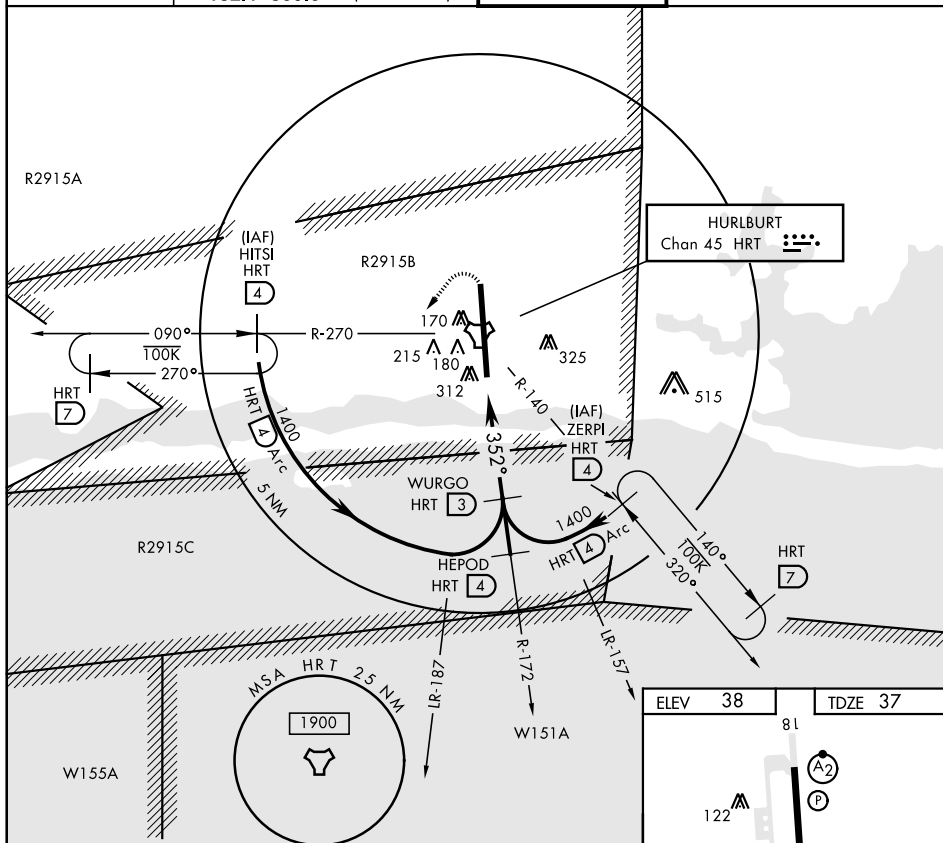 R2915A
(IAF)
HITSI
HRT
4
R2915B
HURLBURT
Chan 45 HRT
090°
100K
270°
R-270
HRT
7
170
215
180
312
325
515
R-140
(IAF)
ZERPI
HRT
4
1400
HRT 4 Arc
5 NM
352°
WURGO
HRT 3
1400
HRT 4 Arc
140°
100K
320°
HRT
7
R2915C
HEPOD
HRT 4
LR-187
R-172
LR-157
MSA HRT 25 NM
1900
W155A
W151A
ELEV 38
TDZE 37
18
A2
P
122